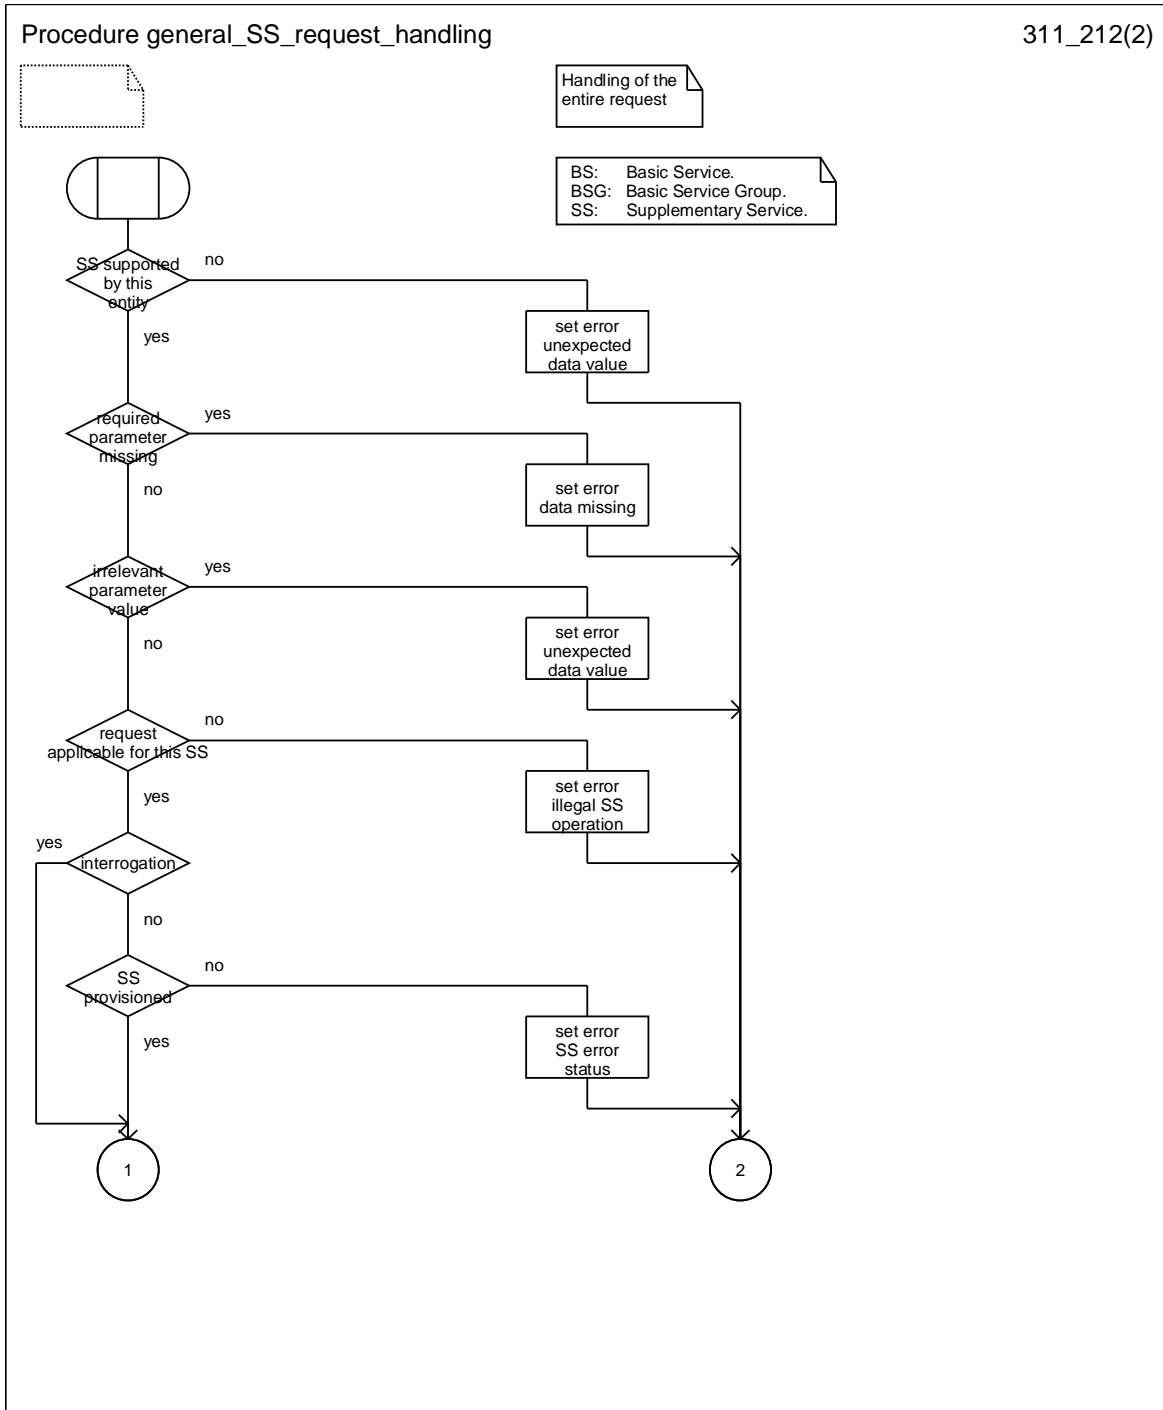 Procedure general_SS_request_handling
311_212(2)
Handling of the
entire request
BS: Basic Service.
BSG: Basic Service Group.
SS: Supplementary Service.
SS supported
by this
entity
no
yes
set error
unexpected
data value
required
parameter
missing
yes
no
set error
data missing
irrelevant
parameter
value
yes
no
set error
unexpected
data value
request
applicable for this SS
no
yes
set error
illegal SS
operation
yes
interrogation
no
SS
provisioned
no
yes
set error
SS error
status
1
2